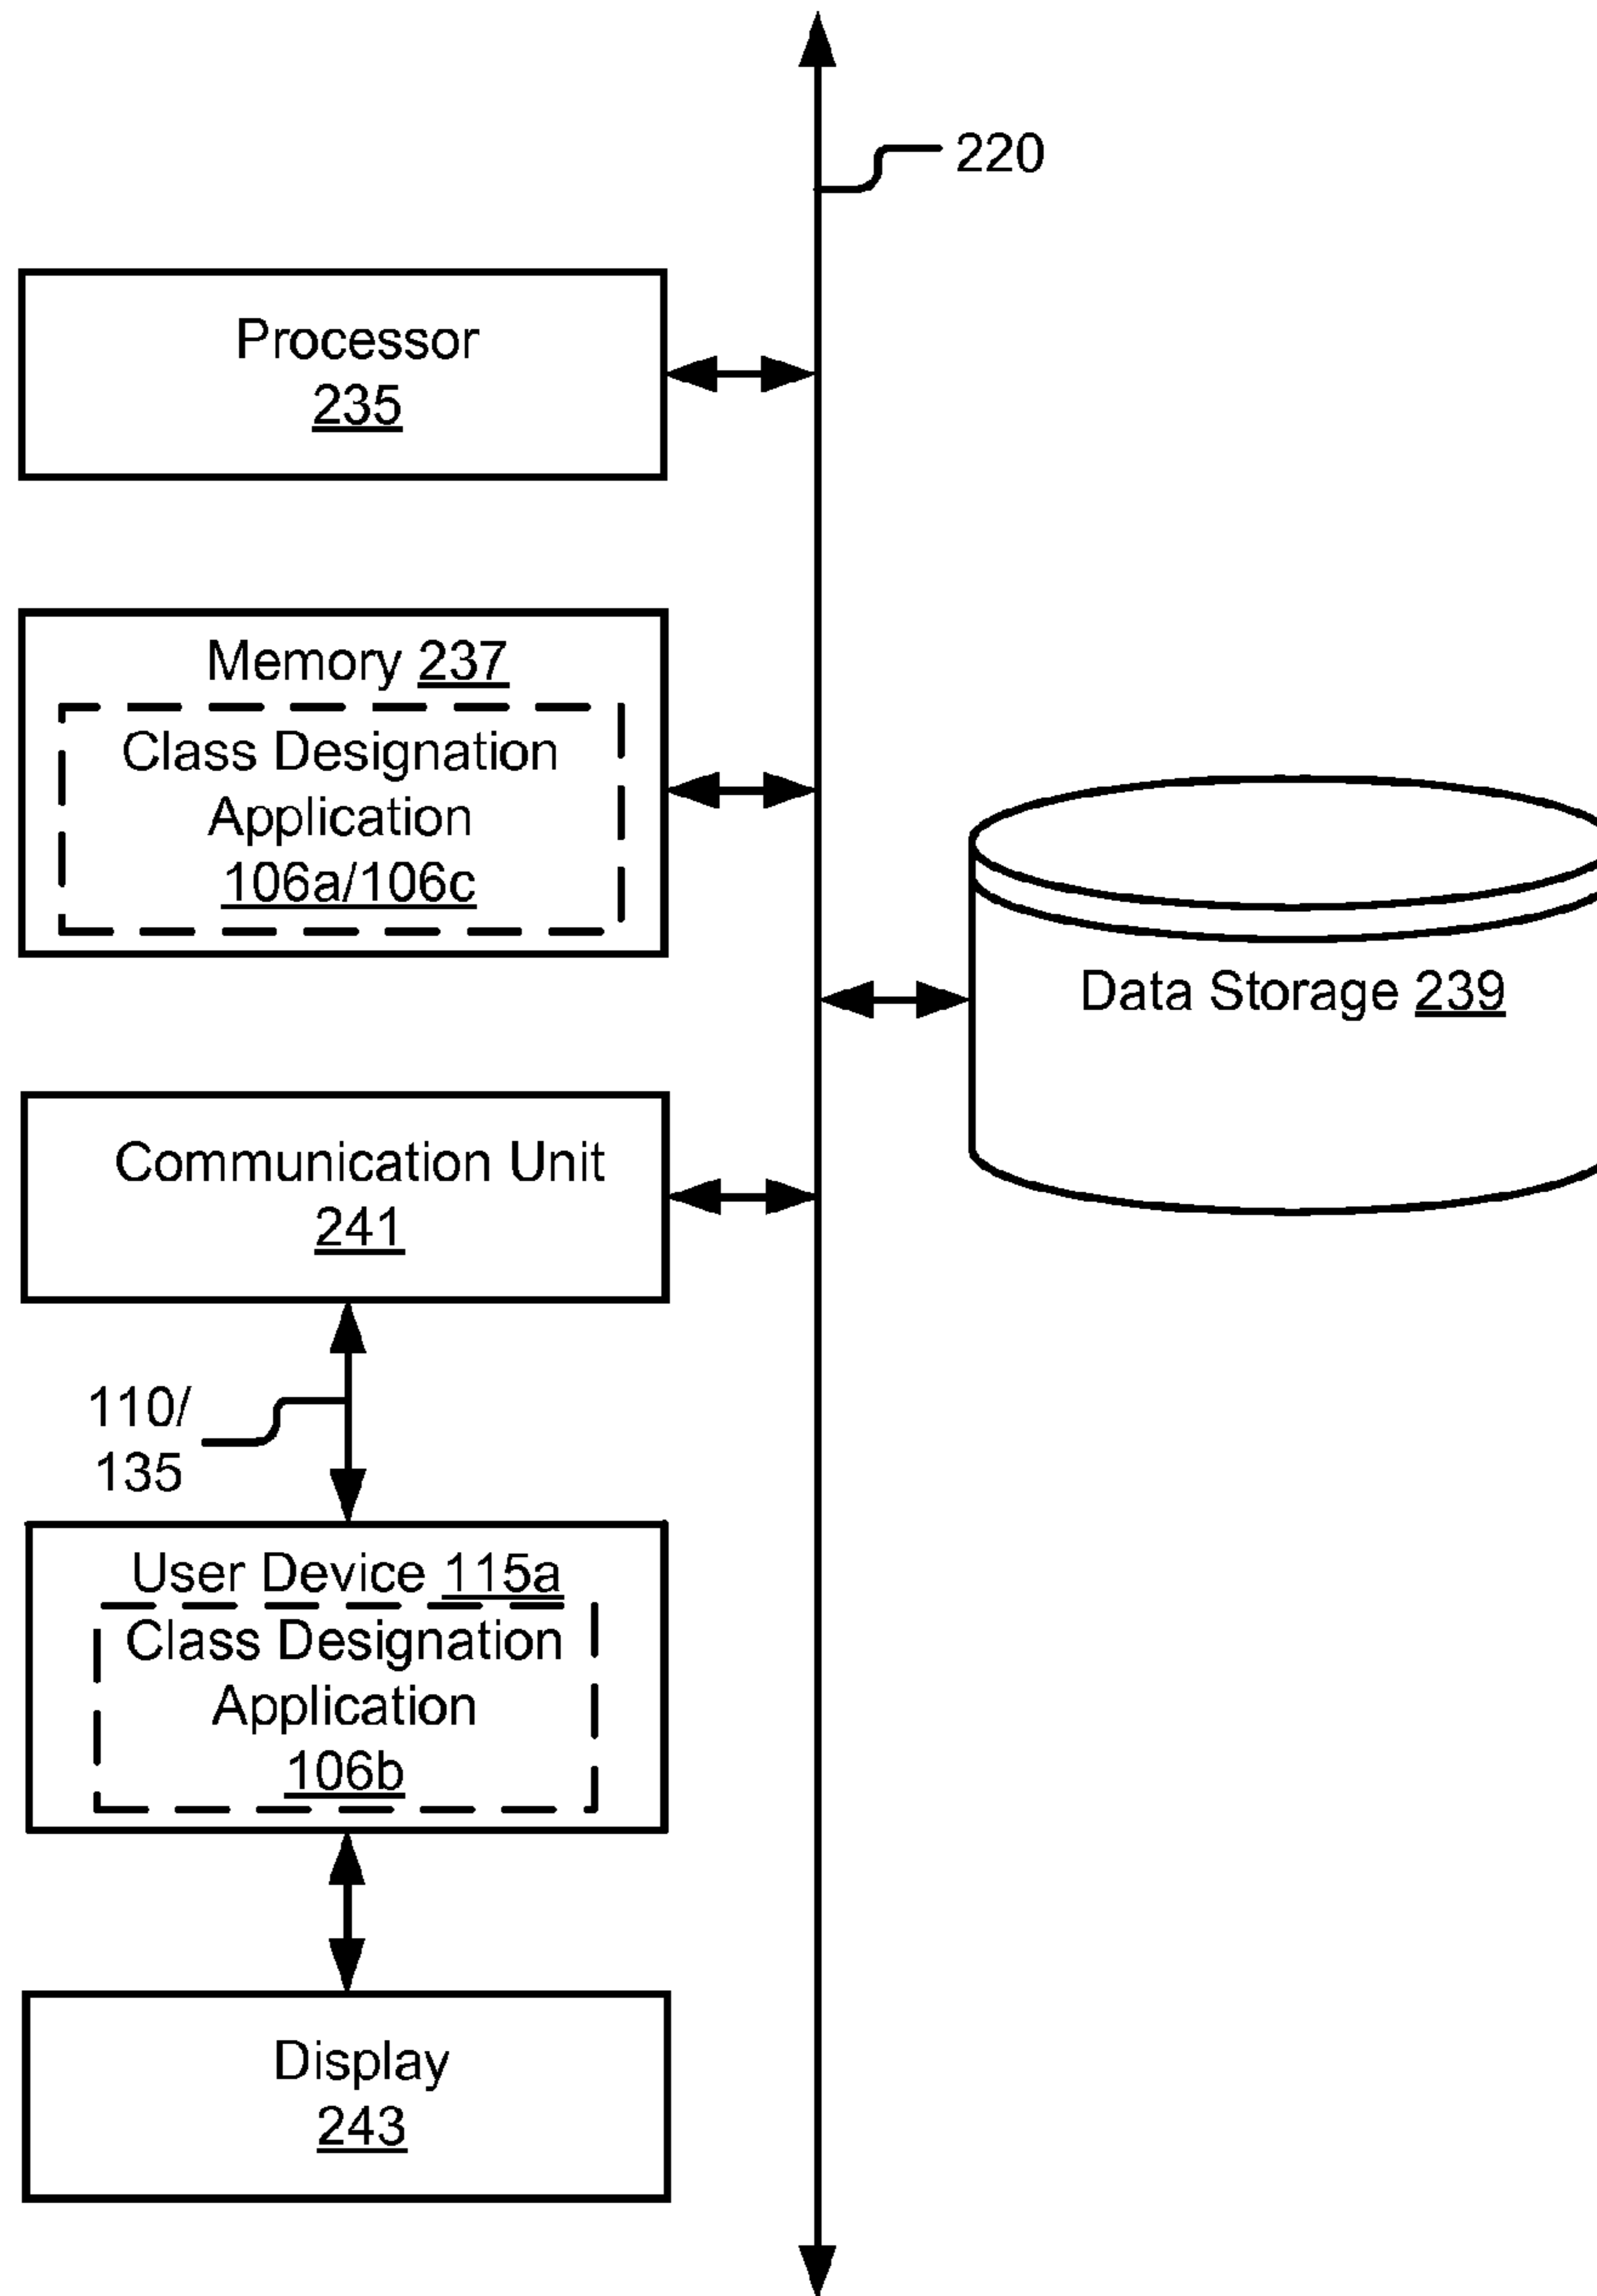 220
Processor
235
Memory 237
Class Designation
Application
106a/106c
Data Storage 239
Communication Unit
241
110/
135
User Device 115a
Class Designation
Application
106b
Display
243